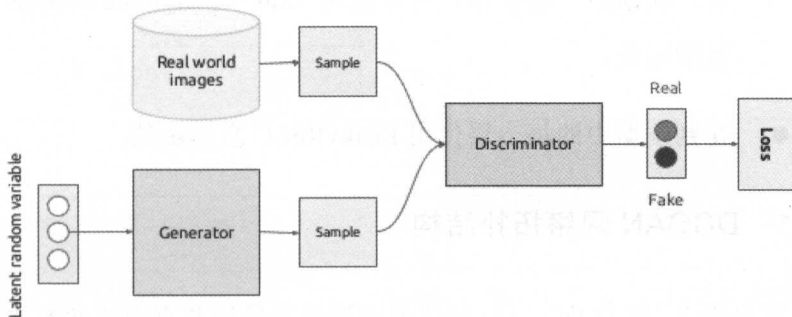 Real world
images
Sample
Real
Discriminator
Loss
Fake
Latent random variable
Generator
Sample